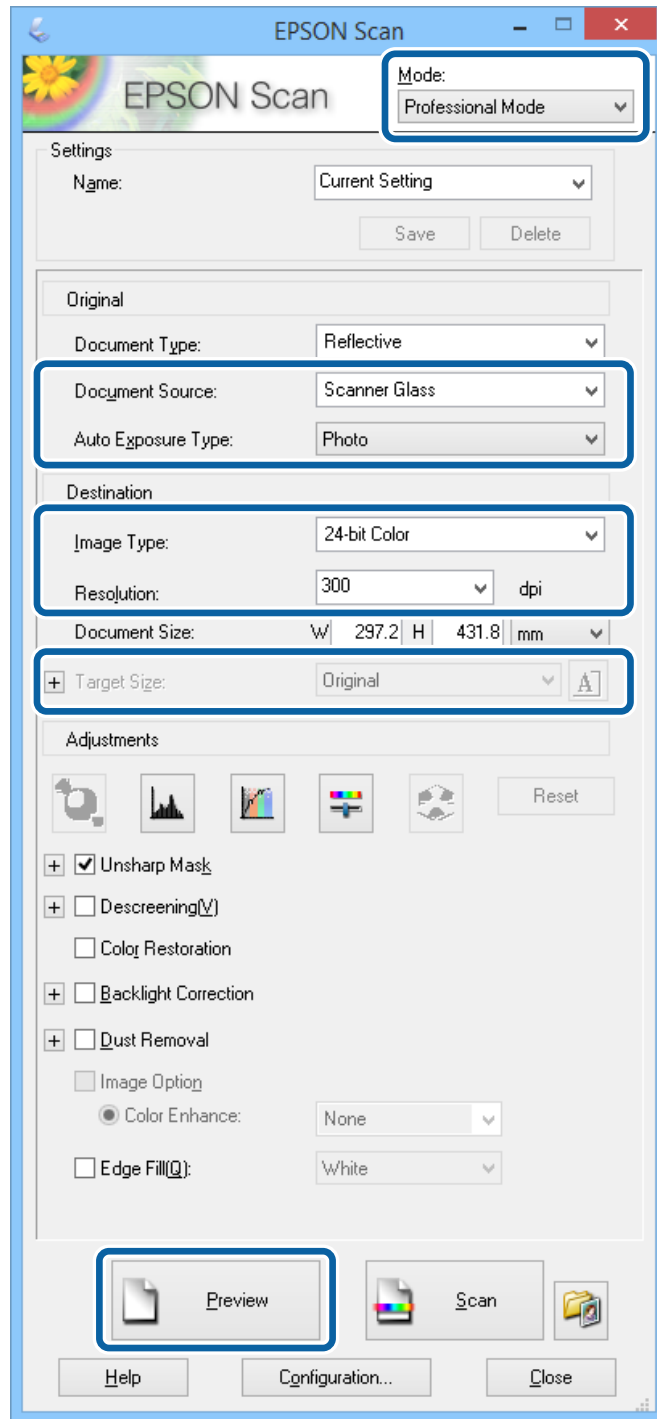 EPSON Scan
EPSON Scan
Mode:
Professional Mode
Settings
Name:
Current Setting
Save
Delete
Original
Document Type:
Reflective
Document Source:
Scanner Glass
Auto Exposure Type:
Photo
Destination
Image Type:
24-bit Color
Resolution:
300
dpi
Document Size:
W 297.2 H 431.8 mm
+ Target Size:
Original
A
Adjustments
Reset
+ Unsharp Mask
+ Descreening(V)
Color Restoration
+ Backlight Correction
+ Dust Removal
Image Option
Color Enhance:
None
Edge Fill(Q):
White
Preview
Scan
Help
Configuration...
Close